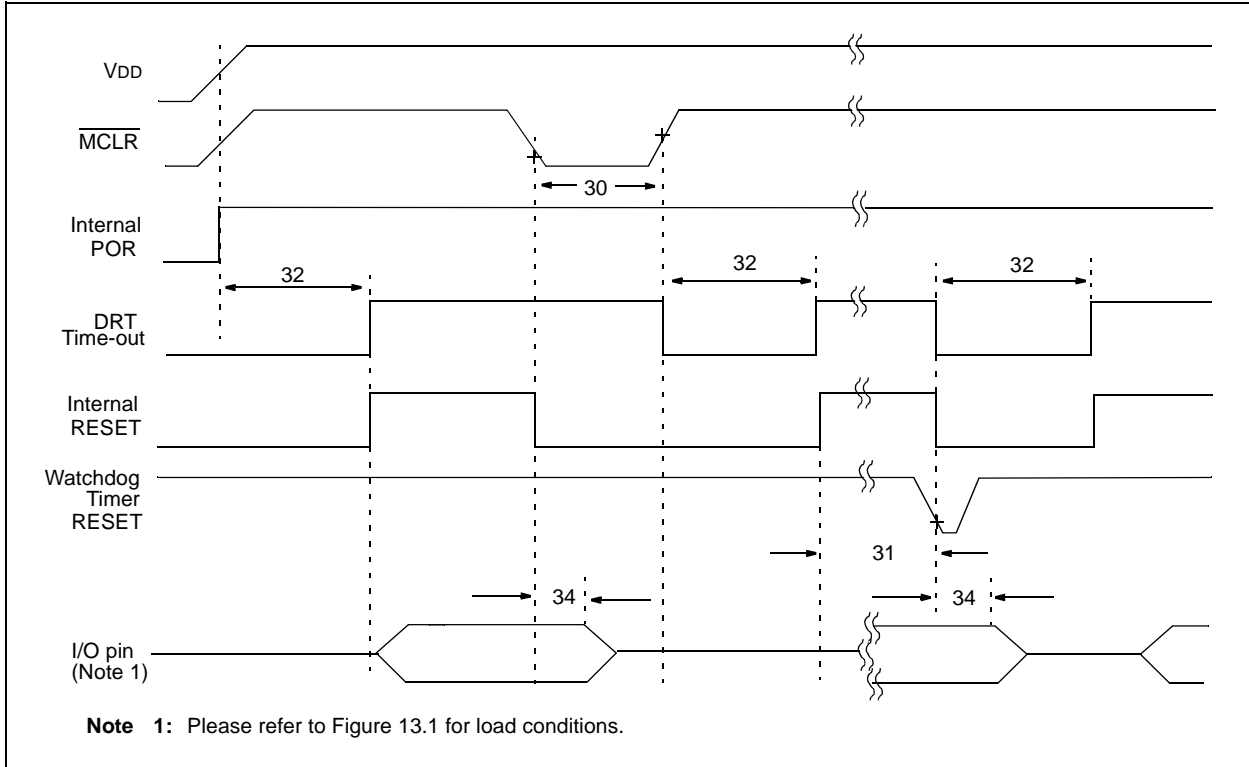 VDD
MCLR
30
Internal
POR
32
32
32
DRT
Time-out
Internal
RESET
Watchdog
Timer
RESET
31
34
34
I/O pin
(Note 1)
Note 1: Please refer to Figure 13.1 for load conditions.